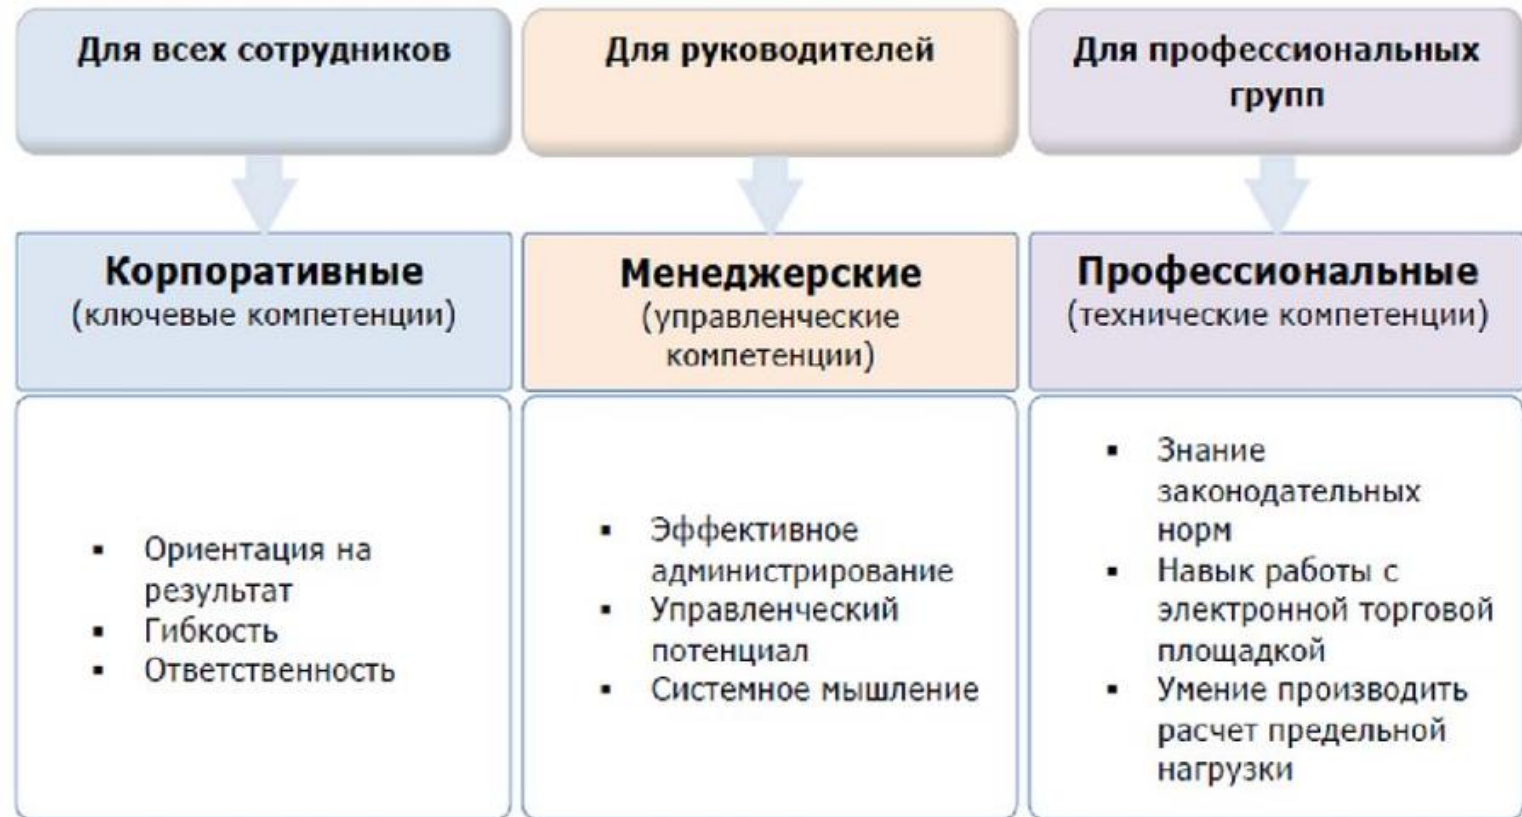 Для всех сотрудников
Для руководителей
Для профессиональных
групп
Корпоративные
(ключевые компетенции)
Менеджерские
(управленческие
компетенции)
Профессиональные
(технические компетенции)
▪ Ориентация на
результат
▪ Гибкость
▪ Ответственность
▪ Эффективное
администрирование
▪ Управленческий
потенциал
▪ Системное мышление
▪ Знание
законодательных
норм
▪ Навык работы с
электронной торговой
площадкой
▪ Умение производить
расчет предельной
нагрузки